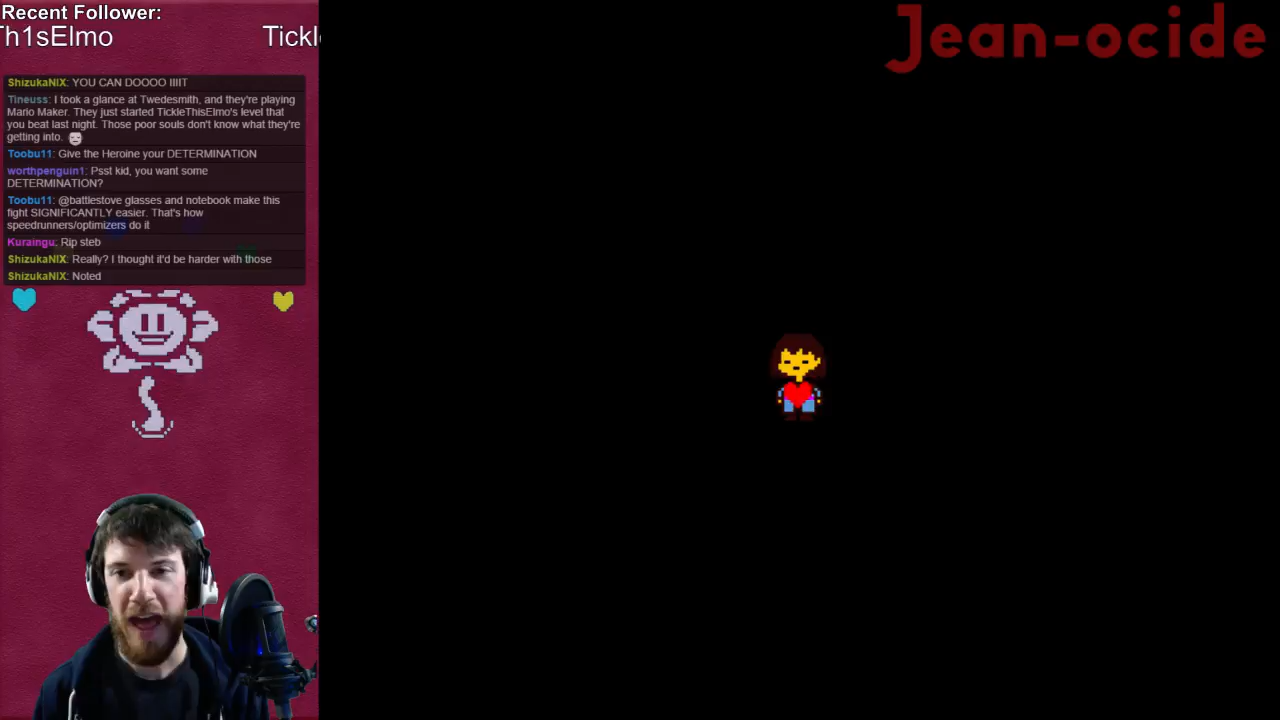 Recent Follower:
Th1sElmo Tickl
Jean-ocide
ShizukaNIX: YOU CAN DOOOO IIIIT
Tineuss: I took a glance at Twedesmith, and they're playing
Mario Maker. They just started TickleThisElmo's level that
you beat last night. Those poor souls don't know what they're
getting into.
Toobu11: Give the Heroine your DETERMINATION
worthpenguin1: Psst kid, you want some
DETERMINATION?
Toobu11: @battlestove glasses and notebook make this
fight SIGNIFICANTLY easier. That's how
speedrunners/optimizers do it
Kuraingu: Rip steb
ShizukaNIX: Really? I thought it'd be harder with those
ShizukaNIX: Noted